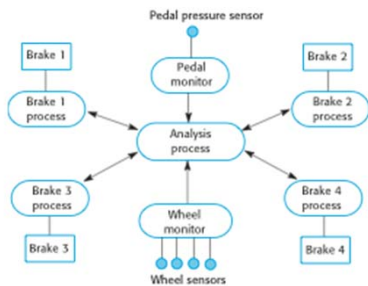 Pedal pressure sensor
Brake 1
Pedal
monitor
Brake 2
Brake 1
process
Brake 2
process
Analysis
process
Brake 3
process
Wheel
monitor
Brake 4
process
Brake 3
Brake 4
Wheel sensors